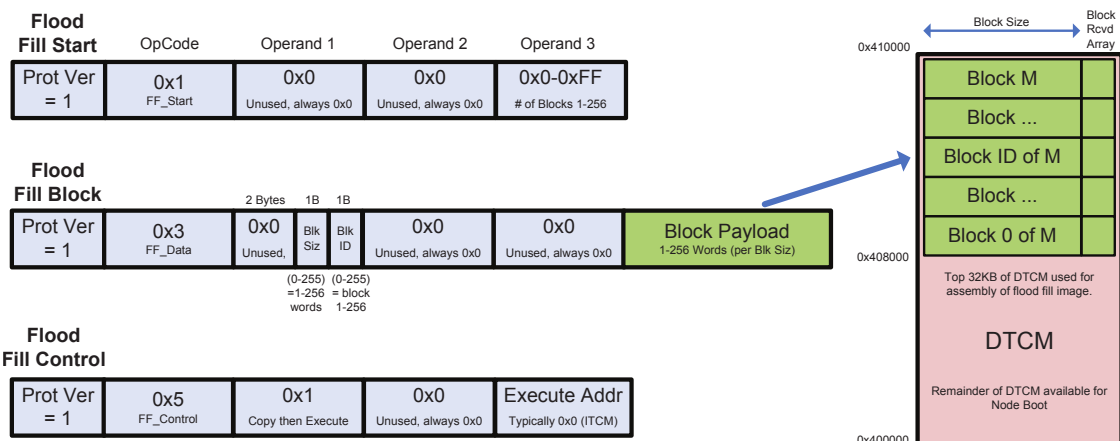 Flood
Fill Start
OpCode
Operand 1
Operand 2
Operand 3
Prot Ver
= 1
0x1
FF_Start
0x0
Unused, always 0x0
0x0
Unused, always 0x0
0x0-0xFF
# of Blocks 1-256
Flood
Fill Block
2 Bytes
1B
1B
Prot Ver
= 1
0x3
FF_Data
0x0
Unused,
Blk
Siz
Blk
ID
0x0
Unused, always 0x0
0x0
Unused, always 0x0
Block Payload
1-256 Words (per Blk Siz)
(0-255)
=1-256
words
(0-255)
= block
1-256
Flood
Fill Control
Prot Ver
= 1
0x5
FF_Control
0x1
Copy then Execute
0x0
Unused, always 0x0
Execute Addr
Typically 0x0 (ITCM)
Block Size
Block
Rcvd
Array
0x410000
Block M
Block ...
Block ID of M
Block ...
Block 0 of M
0x408000
Top 32KB of DTCM used for
assembly of flood fill image.
DTCM
Remainder of DTCM available for
Node Boot
0x400000